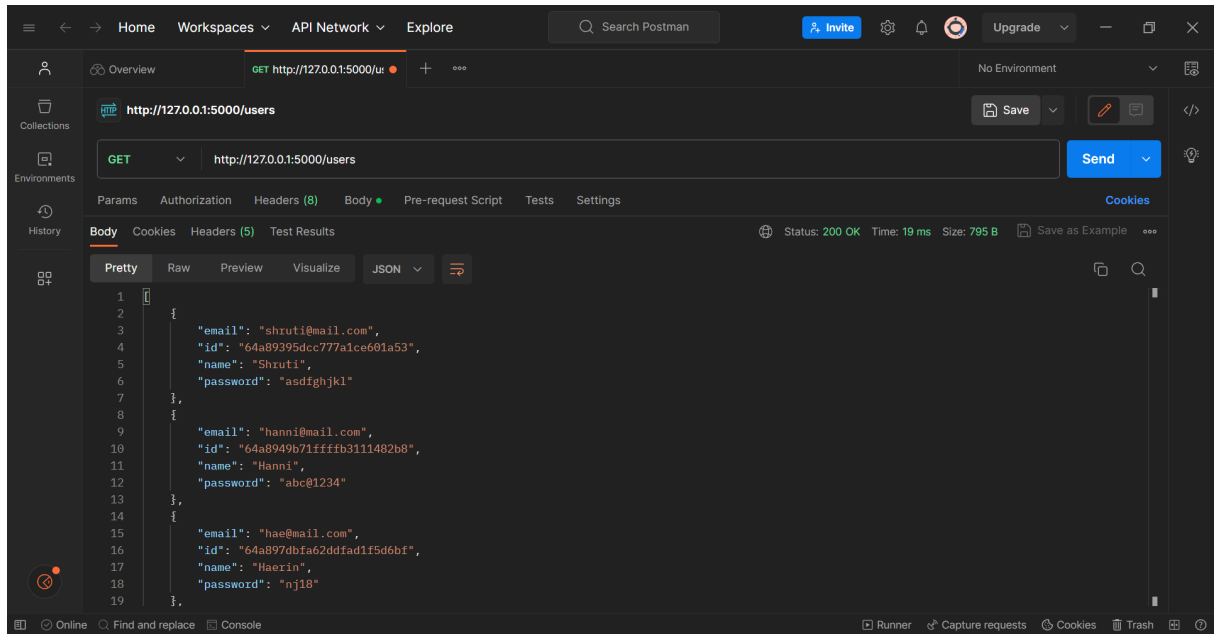 Home Workspaces API Network Explore Search Postman Invite Upgrade
Overview GET http://127.0.0.1:5000/us No Environment
http://127.0.0.1:5000/users Save
GET http://127.0.0.1:5000/users Send
Params Authorization Headers (8) Body Pre-request Script Tests Settings Cookies
Body Cookies Headers (5) Test Results Status: 200 OK Time: 19 ms Size: 795 B Save as Example
Pretty Raw Preview Visualize JSON
Collections
Environments
History
1 [
2 {
3 "email": "shruti@mail.com",
4 "id": "64a89395dcc777a1ce601a53",
5 "name": "Shruti",
6 "password": "asdfghjkl"
7 },
8 {
9 "email": "hanni@mail.com",
10 "id": "64a8949b71ffffb3111482b8",
11 "name": "Hanni",
12 "password": "abc@1234"
13 },
14 {
15 "email": "hae@mail.com",
16 "id": "64a897dbfa62ddfad1f5d6bf",
17 "name": "Haerin",
18 "password": "nj18"
19 },
Online Find and replace Console Runner Capture requests Cookies Trash